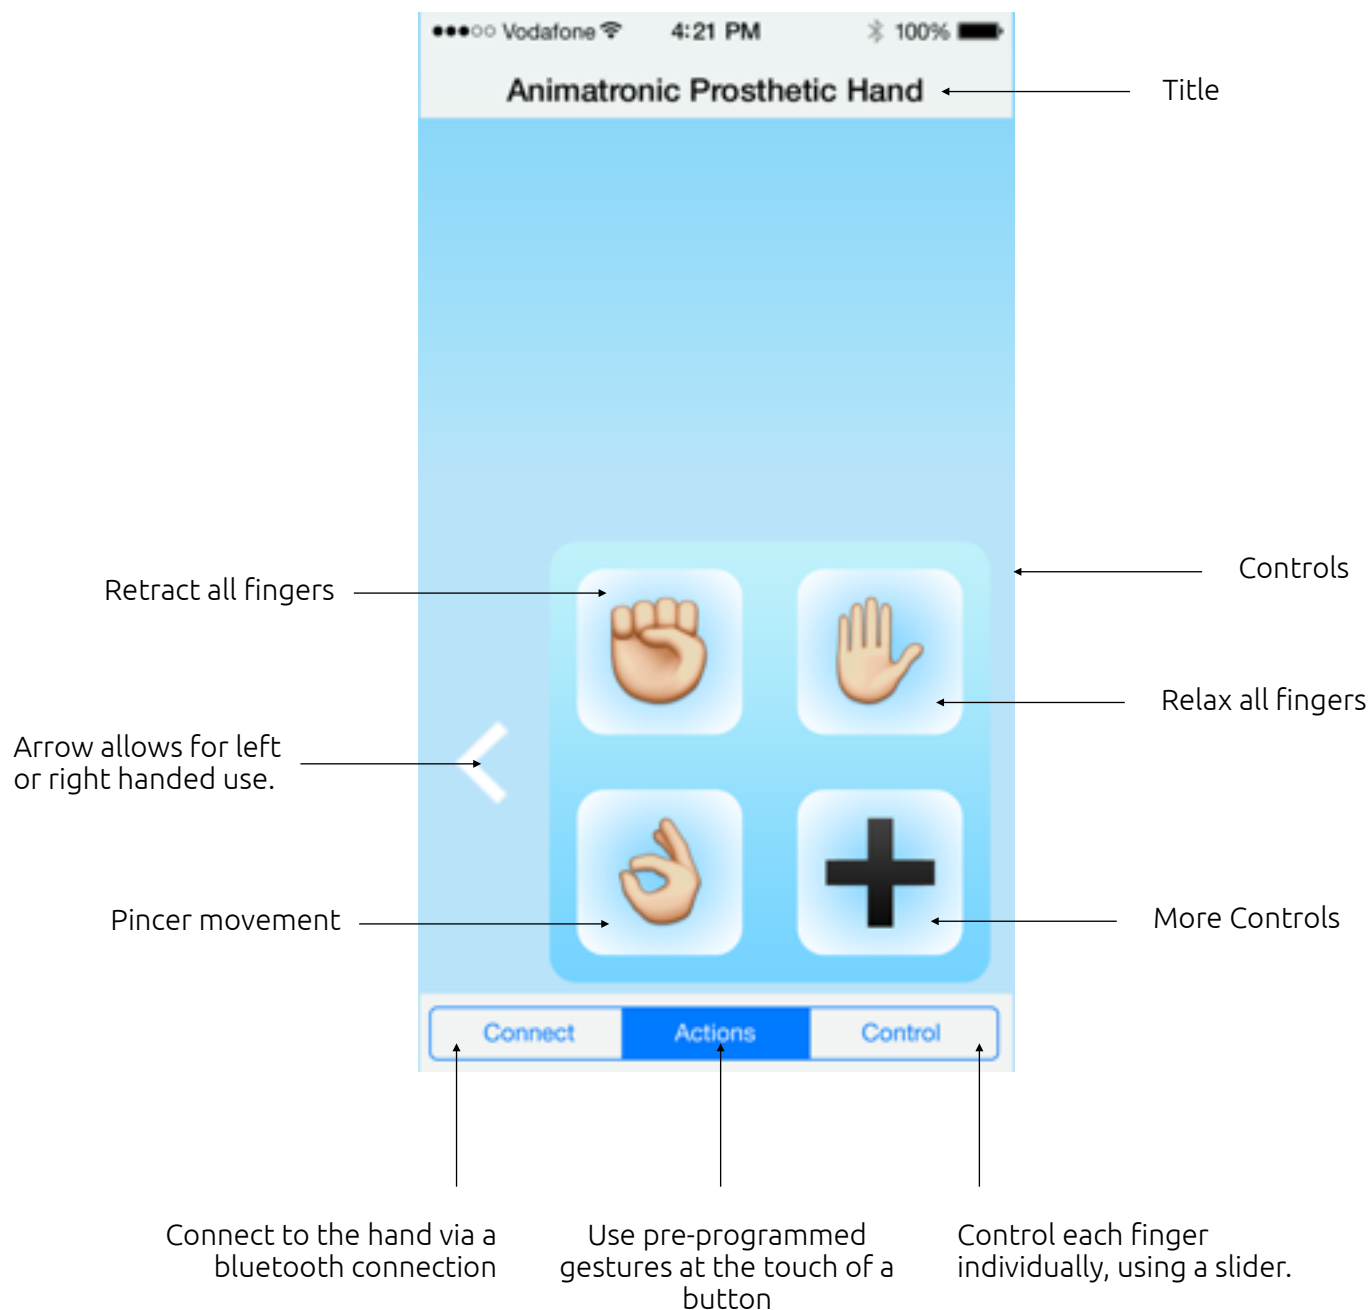 Vodafone 4:21 PM 100%
Animatronic Prosthetic Hand
Title
Controls
Retract all fingers
Relax all fingers
Arrow allows for left
or right handed use.
Pincer movement
More Controls
Connect Actions Control
Connect to the hand via a
bluetooth connection
Use pre-programmed
gestures at the touch of a
button
Control each finger
individually, using a slider.